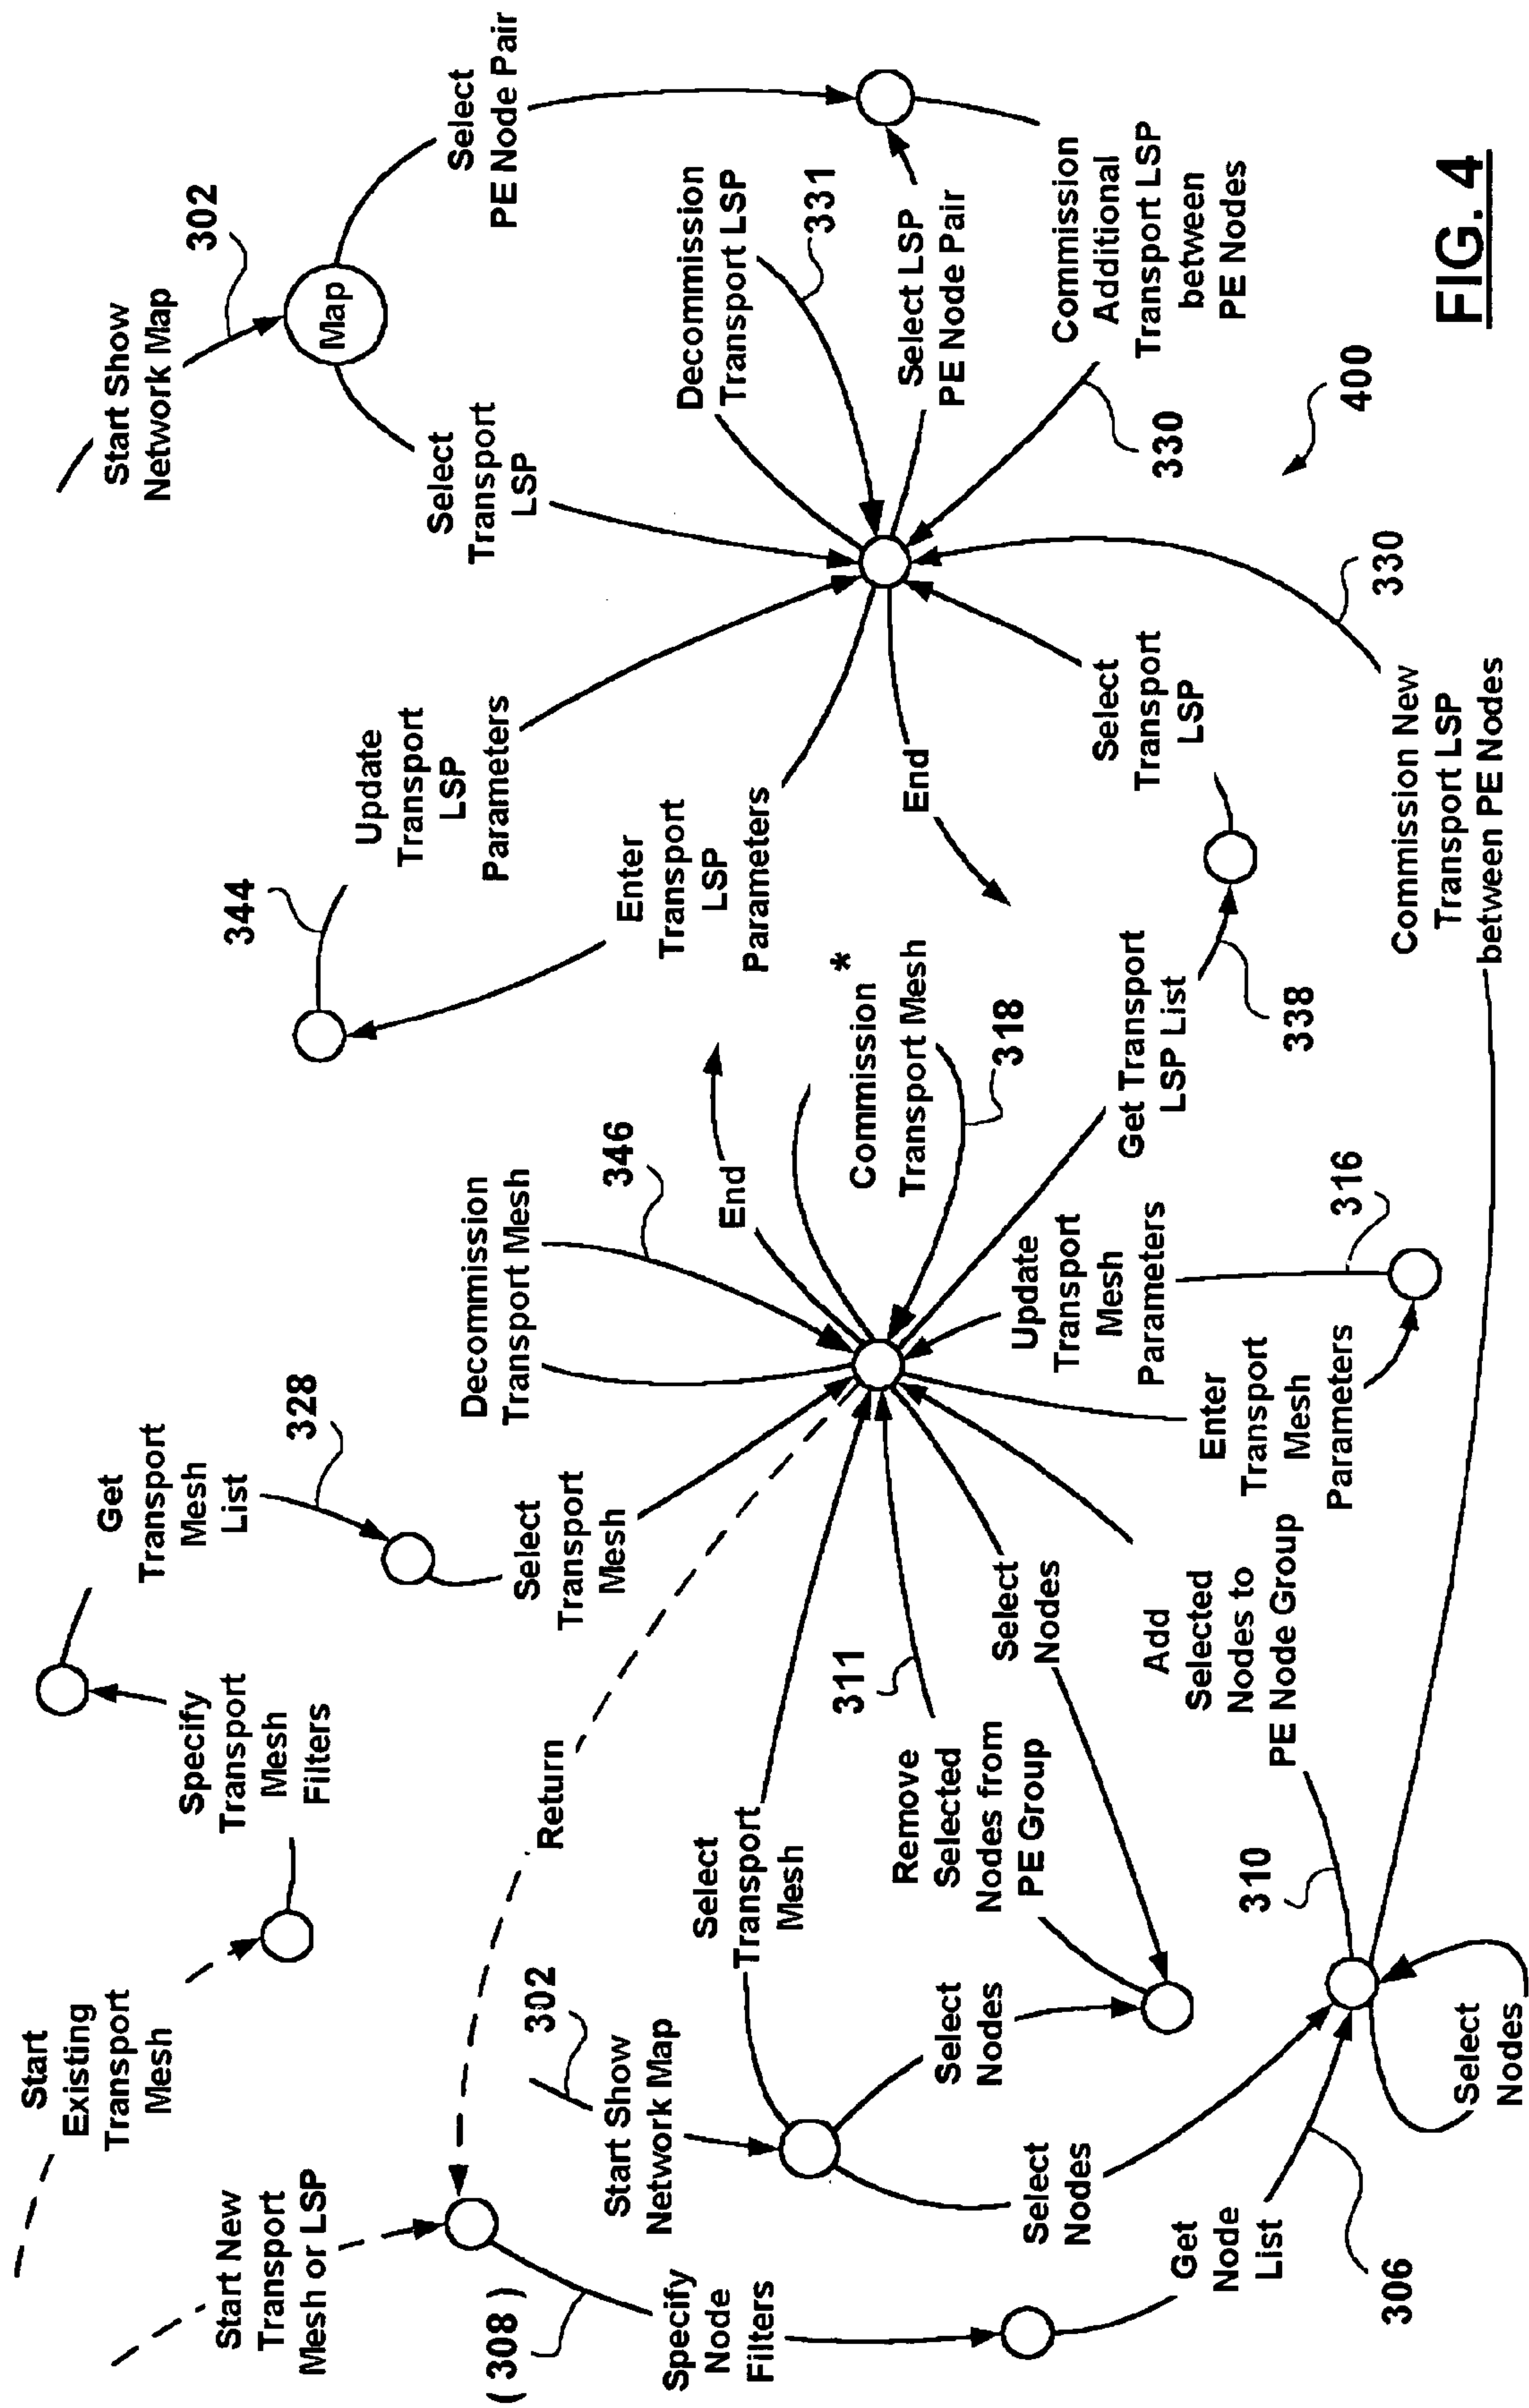 Start
Existing
Transport
Mesh
Specify
Transport
Mesh
Filters
Get
Transport
Mesh
List
328
Start Show
Network Map
302
Map
Select
PE Node Pair
Select
Transport
LSP
Start New
Transport
Mesh or LSP
( 308 )
Specify
Node
Filters
Return
Select
Transport
Mesh
Decommission
Transport Mesh
346
End
344
Update
Transport
LSP
Parameters
Enter
Transport
LSP
Parameters
Decommission
Transport LSP
331
Select LSP
PE Node Pair
302
Start Show
Network Map
Select
Transport
Mesh
Select
Nodes
Remove
Selected
Nodes from
PE Group
311
Select
Nodes
Commission *
Transport Mesh
318
End
Commission
Additional
Transport LSP
between
PE Nodes
330
Select
Nodes
Get
Node
List
306
310
Add
Selected
Nodes to
PE Node Group
Enter
Transport
Mesh
Parameters
Update
Transport
Mesh
Parameters
316
Get Transport
LSP List
338
Select
Transport
LSP
330
Commission New
Transport LSP
between PE Nodes
Select
Nodes
400
FIG. 4